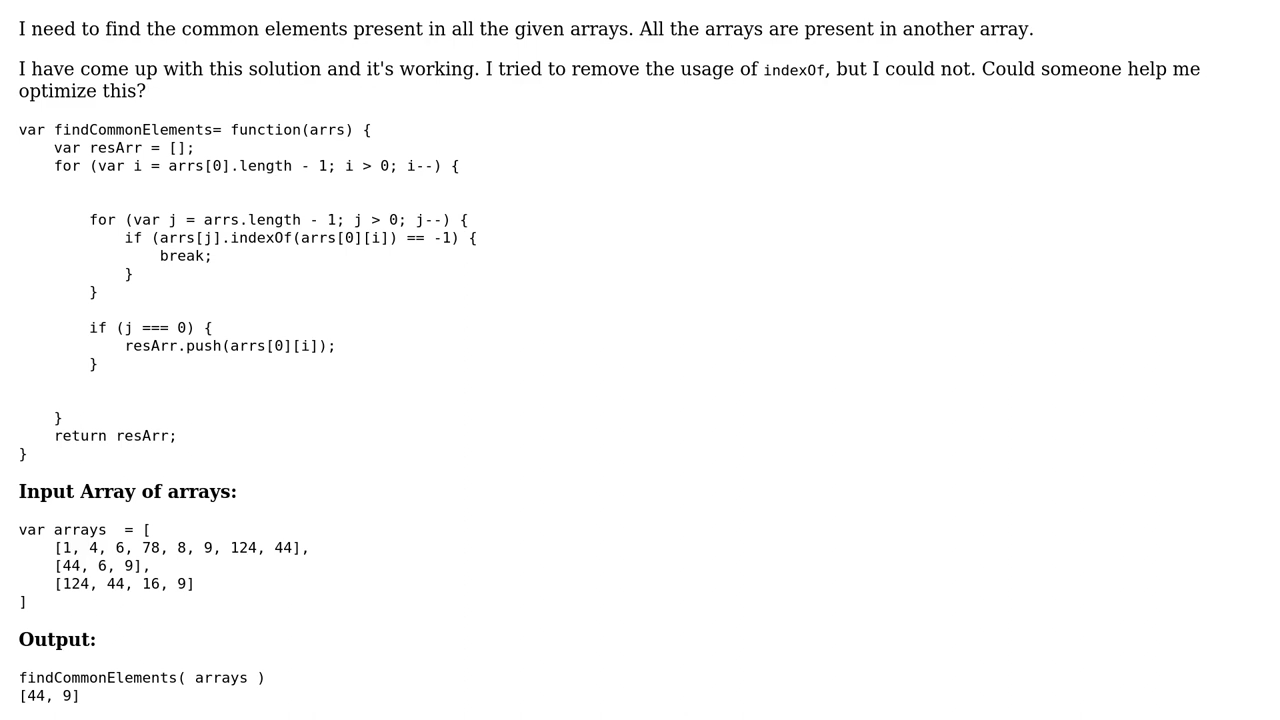 I need to find the common elements present in all the given arrays. All the arrays are present in another array.
I have come up with this solution and it's working. I tried to remove the usage of indexOf, but I could not. Could someone help me
optimize this?
var findCommonElements= function(arrs) {
    var resArr = [];
    for (var i = arrs[0].length - 1; i > 0; i--) {
        for (var j = arrs.length - 1; j > 0; j--) {
            if (arrs[j].indexOf(arrs[0][i]) == -1) {
                break;
            }
        }
        if (j === 0) {
            resArr.push(arrs[0][i]);
        }
    }
    return resArr;
}
Input Array of arrays:
var arrays  = [
    [1, 4, 6, 78, 8, 9, 124, 44],
    [44, 6, 9],
    [124, 44, 16, 9]
]
Output:
findCommonElements( arrays )
[44, 9]